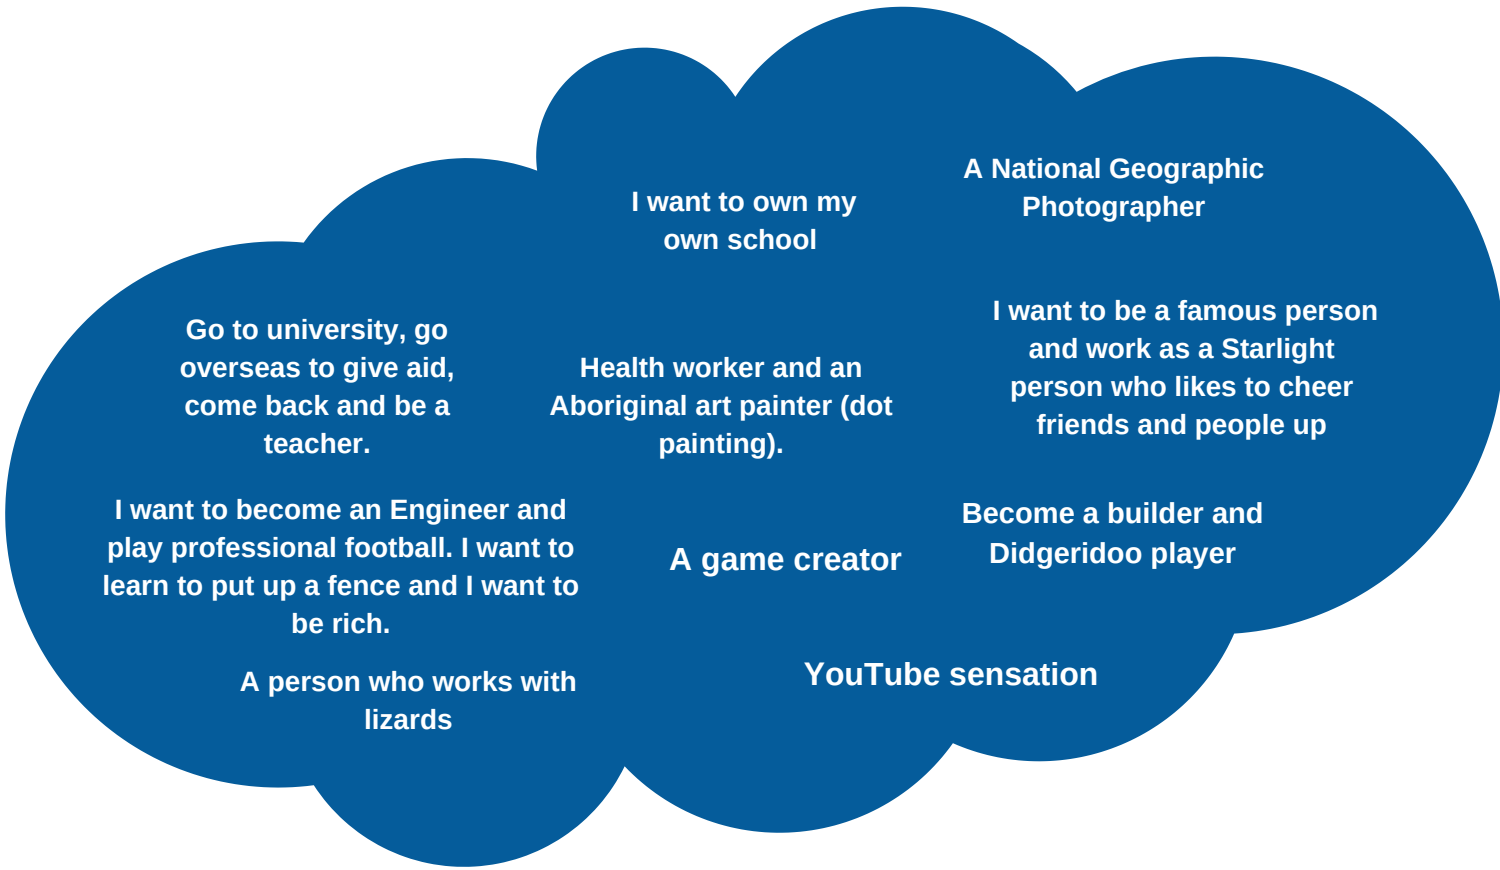 A National Geographic
Photographer
I want to own my
own school
I want to be a famous person
and work as a Starlight
person who likes to cheer
friends and people up
Go to university, go
overseas to give aid,
come back and be a
teacher.
Health worker and an
Aboriginal art painter (dot
painting).
I want to become an Engineer and
play professional football. I want to
learn to put up a fence and I want to
be rich.
A game creator
Become a builder and
Didgeridoo player
A person who works with
lizards
YouTube sensation